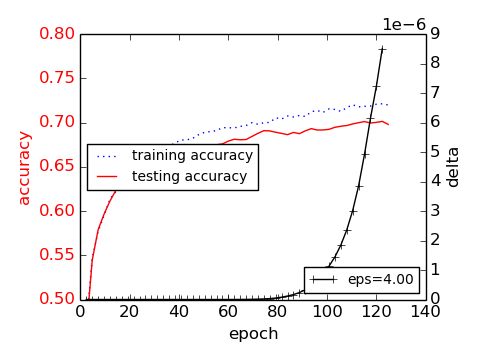 1e−6
0.80
0.75
0.70
0.65
0.60
0.55
0.50
accuracy
9
8
7
6
5
4
3
2
1
0
delta
training accuracy
testing accuracy
eps=4.00
0 20 40 60 80 100 120 140
epoch